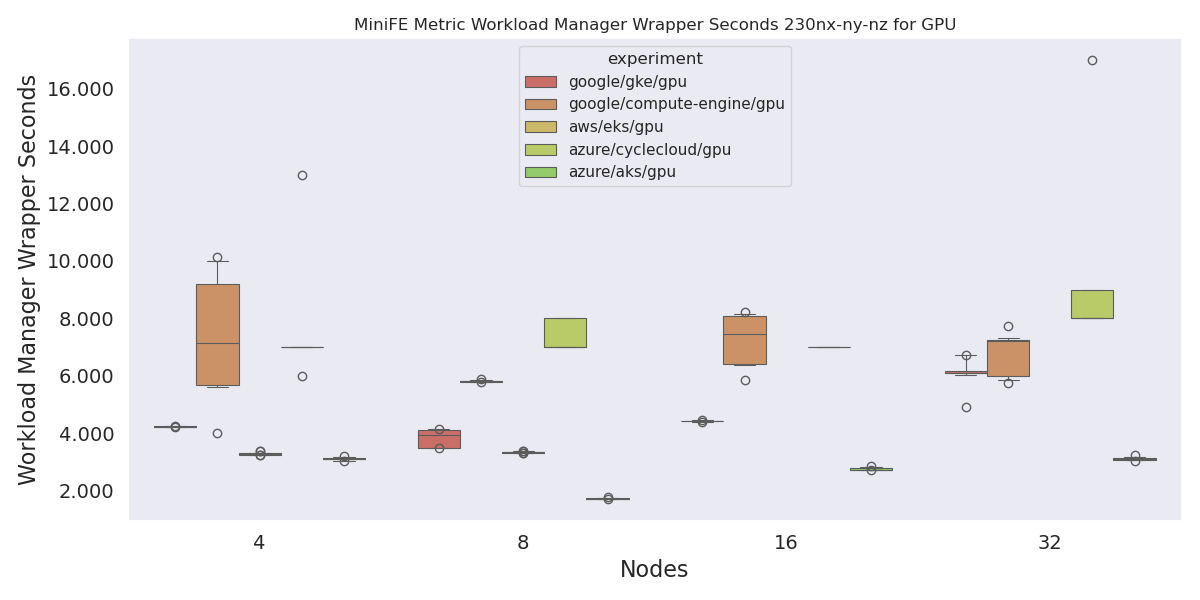 MiniFE Metric Workload Manager Wrapper Seconds 230nx-ny-nz for GPU
Workload Manager Wrapper Seconds
16.000
14.000
12.000
10.000
8.000
6.000
4.000
2.000
experiment
google/gke/gpu
google/compute-engine/gpu
aws/eks/gpu
azure/cyclecloud/gpu
azure/aks/gpu
4
8
16
32
Nodes